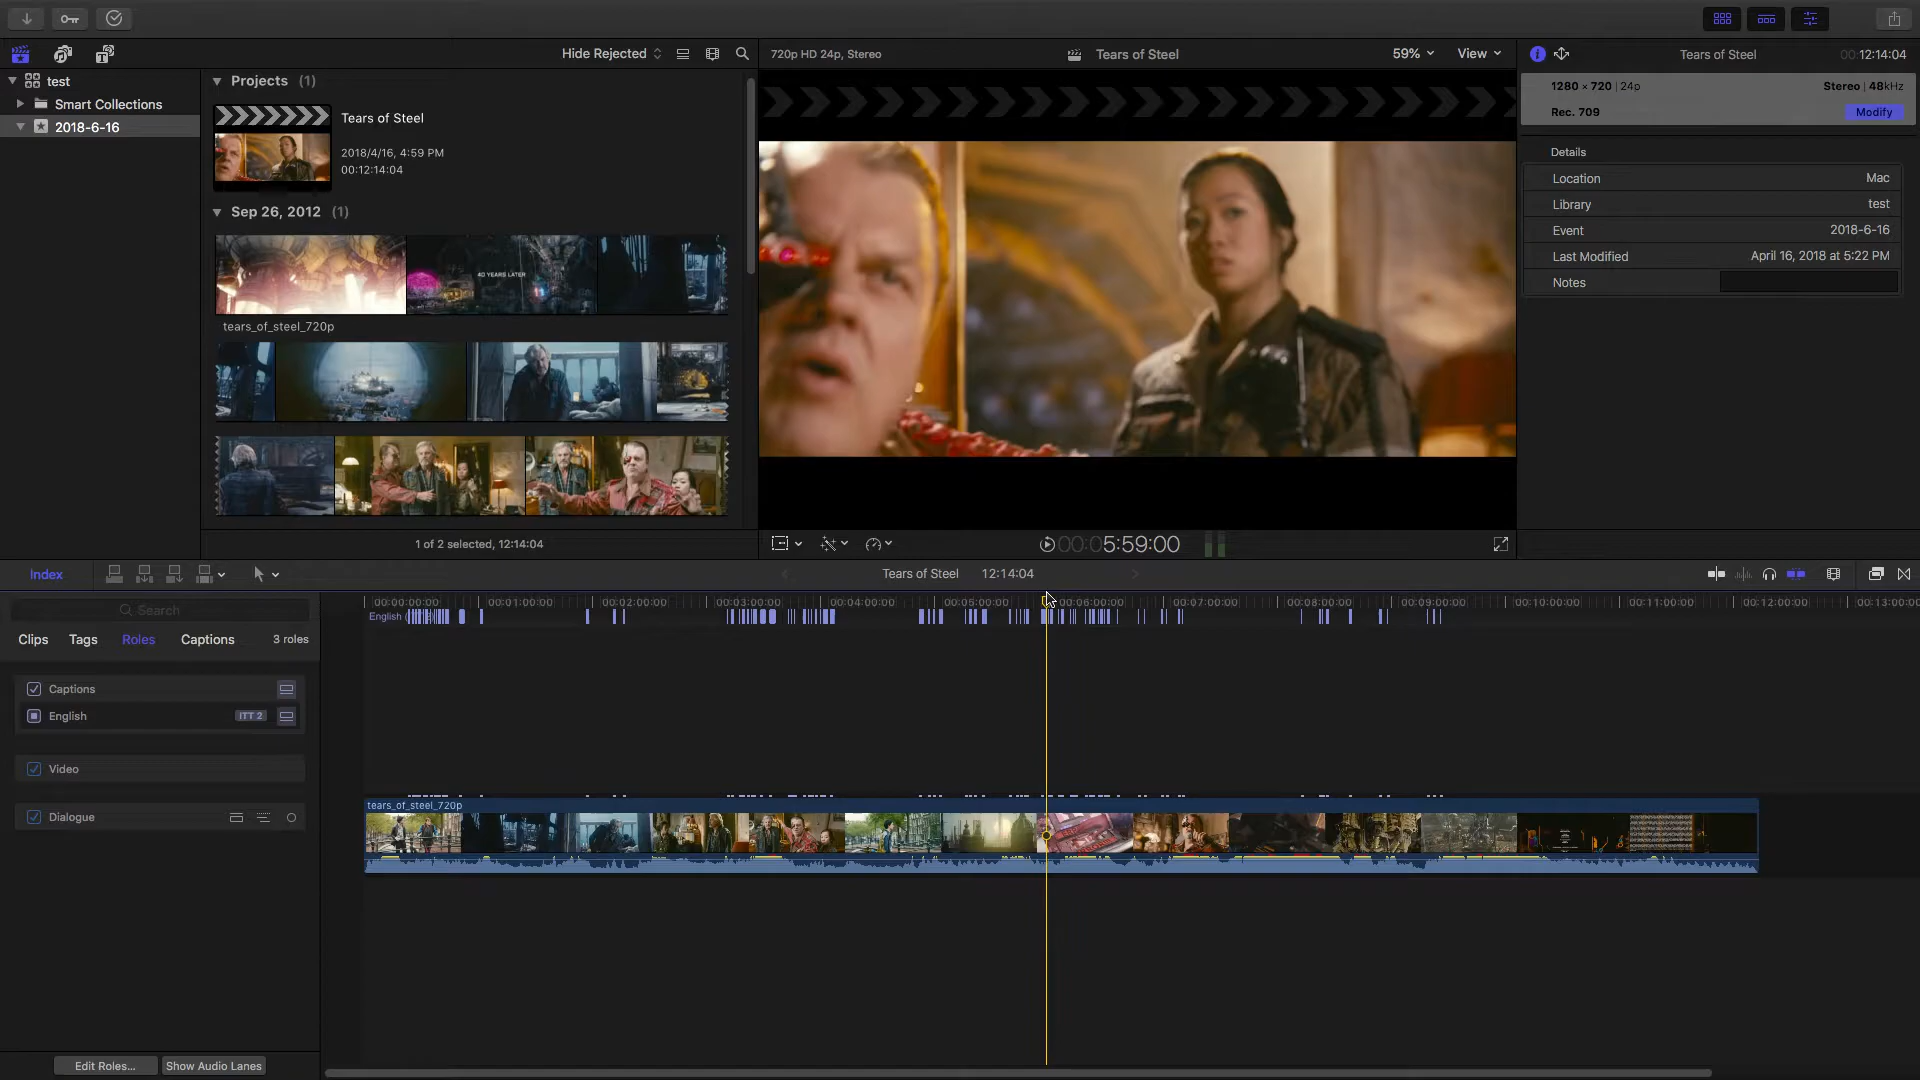 Hide Rejected
720p HD 24p, Stereo
Tears of Steel
59%
View
Tears of Steel
00:12:14:04
test
Smart Collections
2018-6-16
Projects (1)
Tears of Steel
2018/4/16, 4:59 PM
00:12:14:04
Sep 26, 2012 (1)
40 YEARS LATER
tears_of_steel_720p
1 of 2 selected, 12:14:04
1280 × 720 | 24p
Stereo | 48kHz
Rec. 709
Modify
Details
Location Mac
Library test
Event 2018-6-16
Last Modified April 16, 2018 at 5:22 PM
Notes
00:05:59:00
Index
Tears of Steel 12:14:04
Search
Clips
Tags
Roles
Captions
3 roles
Captions
English ITT 2
Video
Dialogue
Edit Roles...
Show Audio Lanes
00:00:00:00
00:01:00:00
00:02:00:00
00:03:00:00
00:04:00:00
00:05:00:00
00:06:00:00
00:07:00:00
00:08:00:00
00:09:00:00
00:10:00:00
00:11:00:00
00:12:00:00
00:13:00:00
English
tears_of_steel_720p